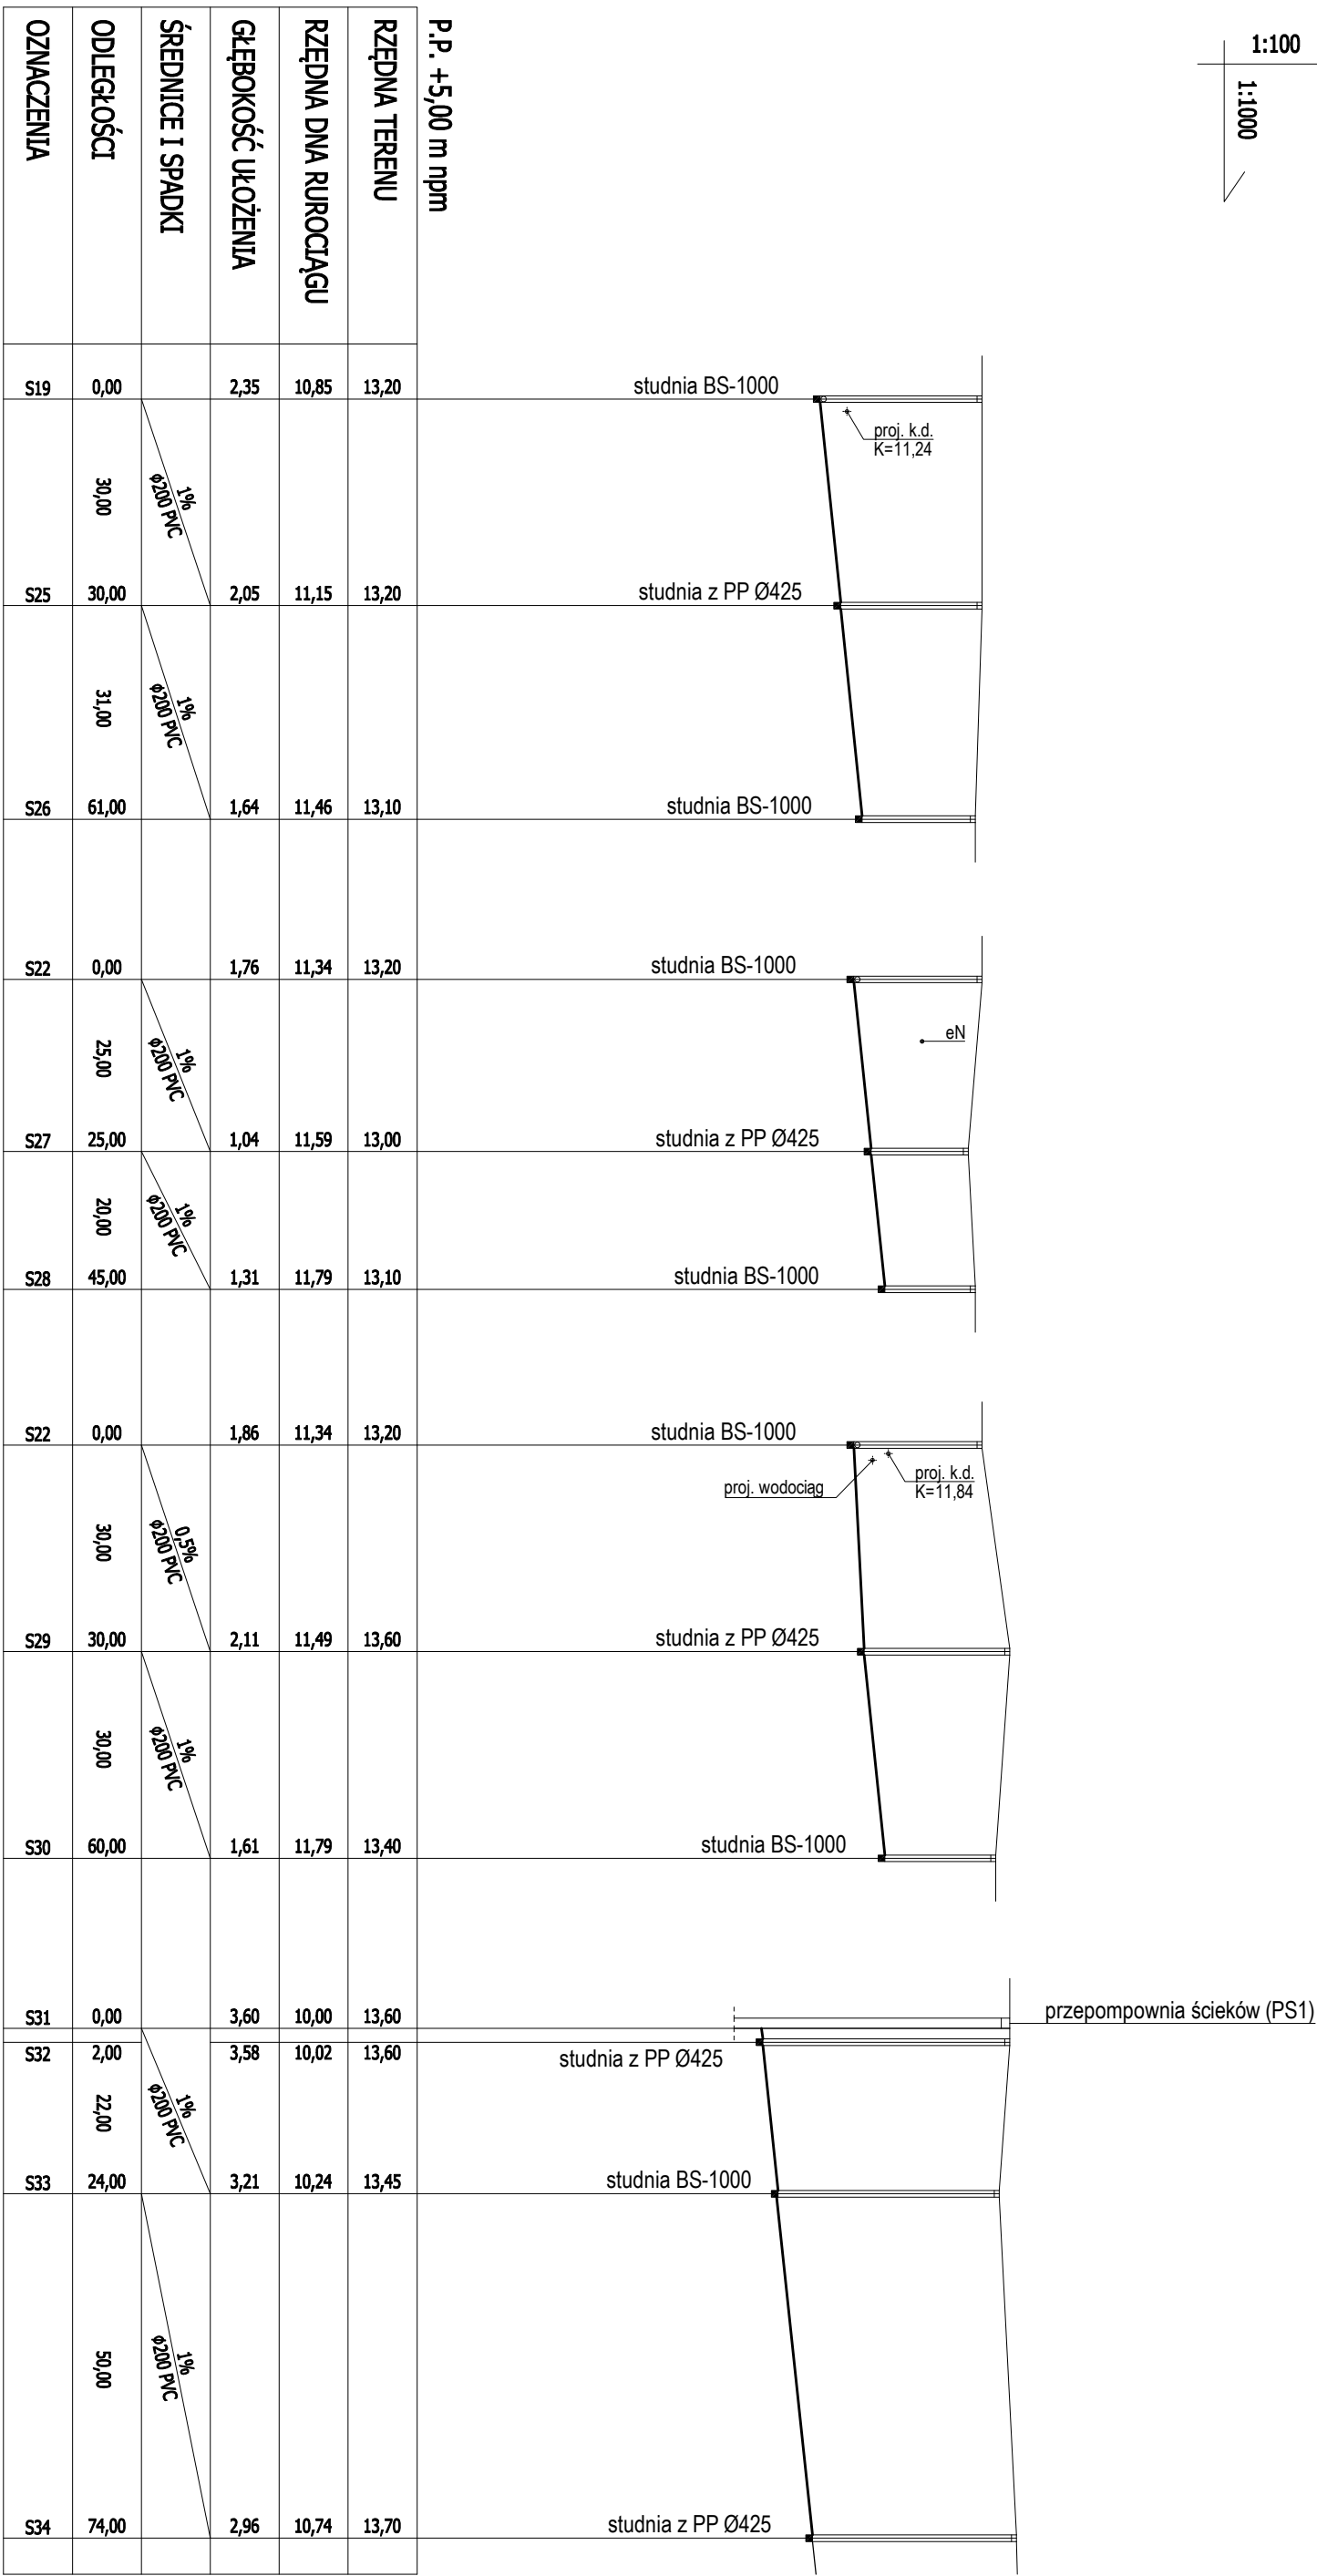 1:100
1:1000
P.P. +5,00 m npm
RZĘDNA TERENU
RZĘDNA DNA RUROCIĄGU
GŁĘBOKOŚĆ UŁOŻENIA
ŚREDNICE I SPADKI
ODLEGŁOŚCI
OZNACZENIA
S19 0,00 2,35 10,85 13,20 studnia BS-1000
proj. k.d.
K=11,24
30,00
1%
ϕ200 PVC
S25 30,00 2,05 11,15 13,20 studnia z PP Ø425
31,00
1%
ϕ200 PVC
S26 61,00 1,64 11,46 13,10 studnia BS-1000
S22 0,00 1,76 11,34 13,20 studnia BS-1000
eN
25,00
1%
ϕ200 PVC
S27 25,00 1,04 11,59 13,00 studnia z PP Ø425
20,00
1%
ϕ200 PVC
S28 45,00 1,31 11,79 13,10 studnia BS-1000
S22 0,00 1,86 11,34 13,20 studnia BS-1000
proj. wodociąg
proj. k.d.
K=11,84
30,00
0,5%
ϕ200 PVC
S29 30,00 2,11 11,49 13,60 studnia z PP Ø425
30,00
1%
ϕ200 PVC
S30 60,00 1,61 11,79 13,40 studnia BS-1000
S31 0,00 3,60 10,00 13,60 przepompownia ścieków (PS1)
S32 2,00 3,58 10,02 13,60 studnia z PP Ø425
22,00
1%
ϕ200 PVC
S33 24,00 3,21 10,24 13,45 studnia BS-1000
50,00
1%
ϕ200 PVC
S34 74,00 2,96 10,74 13,70 studnia z PP Ø425